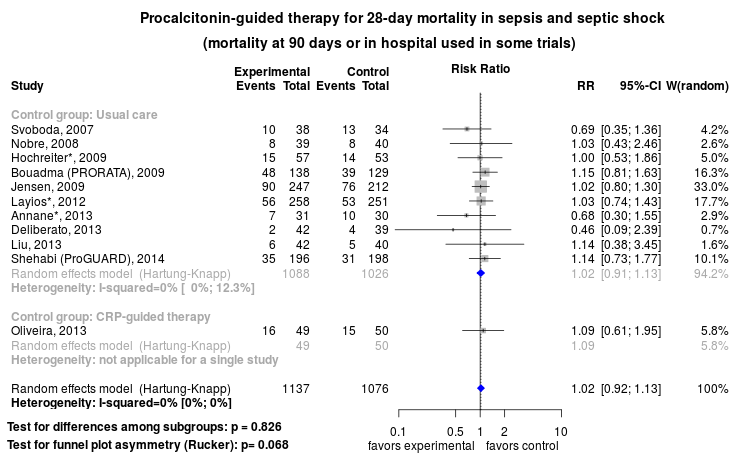 Procalcitonin-guided therapy for 28-day mortality in sepsis and septic shock
(mortality at 90 days or in hospital used in some trials)
Experimental Control Risk Ratio
Study Events Total Events Total RR 95%-CI W(random)
Control group: Usual care
Svoboda, 2007 10 38 13 34 0.69 [0.35; 1.36] 4.2%
Nobre, 2008 8 39 8 40 1.03 [0.43; 2.46] 2.6%
Hochreiter*, 2009 15 57 14 53 1.00 [0.53; 1.86] 5.0%
Bouadma (PRORATA), 2009 48 138 39 129 1.15 [0.81; 1.63] 16.3%
Jensen, 2009 90 247 76 212 1.02 [0.80; 1.30] 33.0%
Layios*, 2012 56 258 53 251 1.03 [0.74; 1.43] 17.7%
Annane*, 2013 7 31 10 30 0.68 [0.30; 1.55] 2.9%
Deliberato, 2013 2 42 4 39 0.46 [0.09; 2.39] 0.7%
Liu, 2013 6 42 5 40 1.14 [0.38; 3.45] 1.6%
Shehabi (ProGUARD), 2014 35 196 31 198 1.14 [0.73; 1.77] 10.1%
Random effects model (Hartung-Knapp) 1088 1026 1.02 [0.91; 1.13] 94.2%
Heterogeneity: I-squared=0% [ 0%; 12.3%]
Control group: CRP-guided therapy
Oliveira, 2013 16 49 15 50 1.09 [0.61; 1.95] 5.8%
Random effects model (Hartung-Knapp) 49 50 1.09 5.8%
Heterogeneity: not applicable for a single study
Random effects model (Hartung-Knapp) 1137 1076 1.02 [0.92; 1.13] 100%
Heterogeneity: I-squared=0% [0%; 0%]
Test for differences among subgroups: p = 0.826
0.1 0.5 1 2 10
Test for funnel plot asymmetry (Rucker): p= 0.068
favors experimental favors control